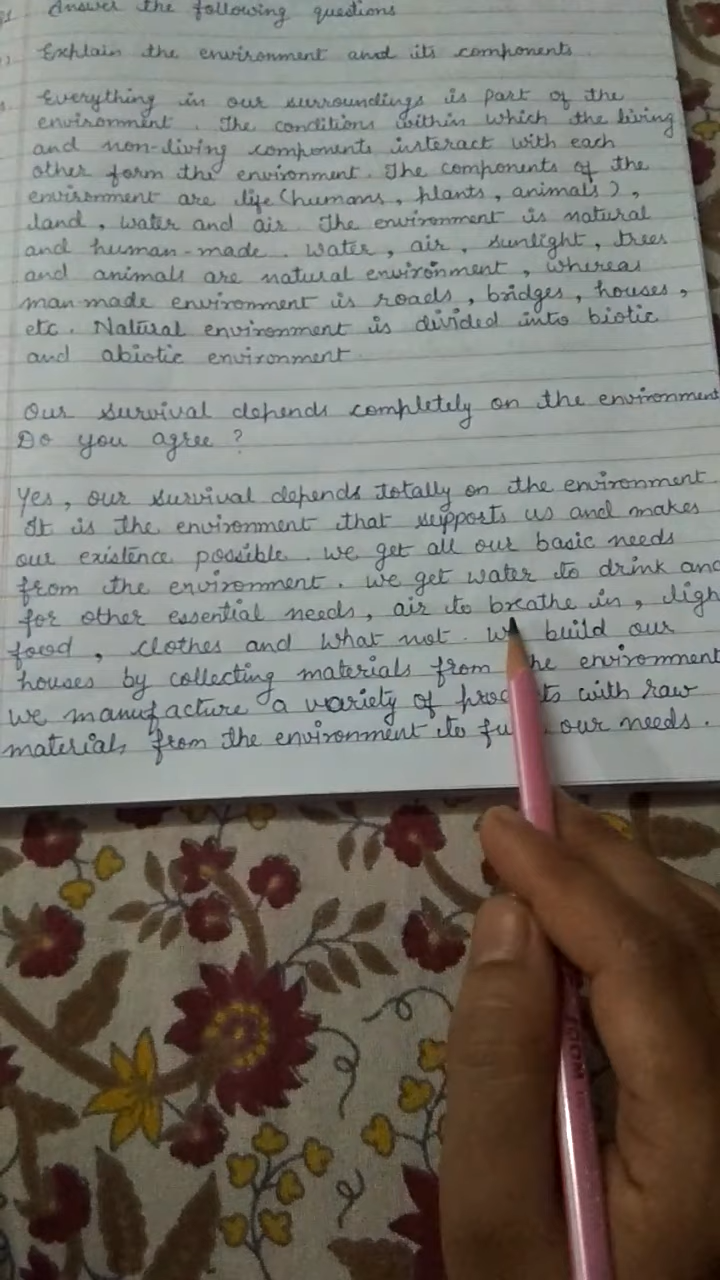 Answer the following questions
Explain the environment and its components.
Everything in our surroundings is part of the
environment. The conditions within which the living
and non-living components interact with each
other form the environment. The components of the
environment are life (humans, plants, animals),
land, water and air. The environment is natural
and human-made. Water, air, sunlight, trees
and animals are natural environment, whereas
man made environment is roads, bridges, houses,
etc. Natural environment is divided into biotic
and abiotic environment.
Our survival depends completely on the environment
Do you agree?
Yes, our survival depends totally on the environment.
It is the environment that supports us and makes
our existence possible. We get all our basic needs
from the environment. We get water to drink and
for other essential needs, air to breathe in,
food, clothes and what not. We build our
houses by collecting materials from the environment
we manufacture a variety of with raw
materials from the environment to our needs.